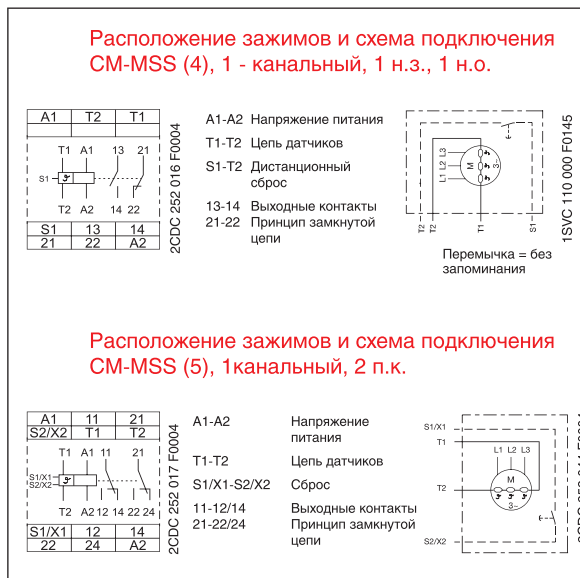 Расположение зажимов и схема подключения
CM-MSS (4), 1 - канальный, 1 н.з., 1 н.о.
A1 T2 T1
T1 A1 13 21
S1
T2 A2 14 22
S1 13 14
21 22 A2
2CDC 252 016 F0004
A1-A2 Напряжение питания
T1-T2 Цепь датчиков
S1-T2 Дистанционный
сброс
13-14 Выходные контакты
21-22 Принцип замкнутой
цепи
L1 L2 L3
M
3~
T2 T2 T1 S1
1SVC 110 000 F0145
Перемычка = без
запоминания
Расположение зажимов и схема подключения
CM-MSS (5), 1канальный, 2 п.к.
A1 11 21
S2/X2 T1 T2
T1 A1 11 21
S1/X1
S2/X2
T2 A2 12 14 22 24
S1/X1 12 14
22 24 A2
2CDC 252 017 F0004
A1-A2 Напряжение
питания
T1-T2 Цепь датчиков
S1/X1-S2/X2 Сброс
11-12/14 Выходные контакты
21-22/24 Принцип замкнутой
цепи
S1/X1
T1
L1 L2 L3
M
T2
3~
S2/X2